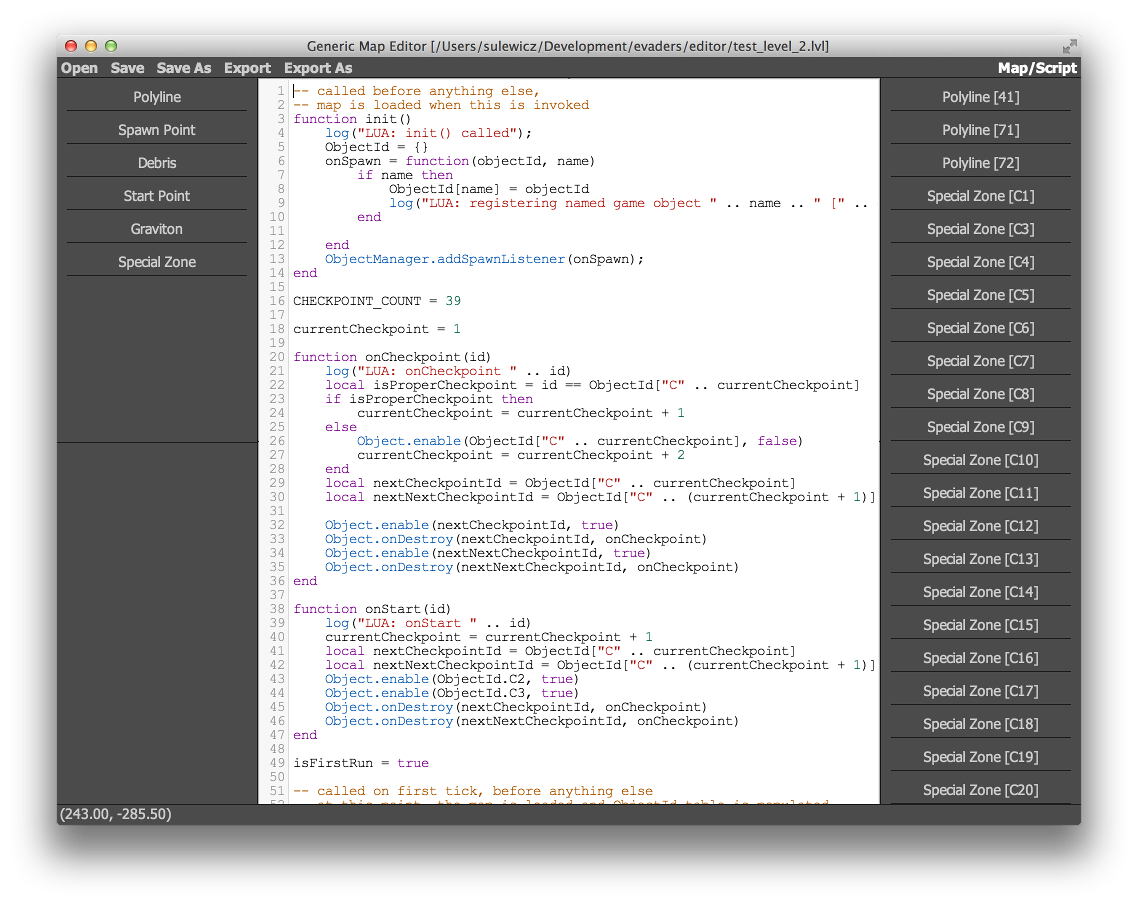 Generic Map Editor [/Users/sulewicz/Development/evaders/editor/test_level_2.lvl]
Open Save Save As Export Export As Map/Script
Polyline
Spawn Point
Debris
Start Point
Graviton
Special Zone
1 -- called before anything else,
2 -- map is loaded when this is invoked
3 function init()
4     log("LUA: init() called");
5     ObjectId = {}
6     onSpawn = function(objectId, name)
7         if name then
8             ObjectId[name] = objectId
9             log("LUA: registering named game object " .. name .. " [" ..
10         end
11
12     end
13     ObjectManager.addSpawnListener(onSpawn);
14 end
15
16 CHECKPOINT_COUNT = 39
17
18 currentCheckpoint = 1
19
20 function onCheckpoint(id)
21     log("LUA: onCheckpoint " .. id)
22     local isProperCheckpoint = id == ObjectId["C" .. currentCheckpoint]
23     if isProperCheckpoint then
24         currentCheckpoint = currentCheckpoint + 1
25     else
26         Object.enable(ObjectId["C" .. currentCheckpoint], false)
27         currentCheckpoint = currentCheckpoint + 2
28     end
29     local nextCheckpointId = ObjectId["C" .. currentCheckpoint]
30     local nextNextCheckpointId = ObjectId["C" .. (currentCheckpoint + 1)]
31
32     Object.enable(nextCheckpointId, true)
33     Object.onDestroy(nextCheckpointId, onCheckpoint)
34     Object.enable(nextNextCheckpointId, true)
35     Object.onDestroy(nextNextCheckpointId, onCheckpoint)
36 end
37
38 function onStart(id)
39     log("LUA: onStart " .. id)
40     currentCheckpoint = currentCheckpoint + 1
41     local nextCheckpointId = ObjectId["C" .. currentCheckpoint]
42     local nextNextCheckpointId = ObjectId["C" .. (currentCheckpoint + 1)]
43     Object.enable(ObjectId.C2, true)
44     Object.enable(ObjectId.C3, true)
45     Object.onDestroy(nextCheckpointId, onCheckpoint)
46     Object.onDestroy(nextNextCheckpointId, onCheckpoint)
47 end
48
49 isFirstRun = true
50
51 -- called on first tick, before anything else
52 -- at this point, the map is loaded and ObjectId table is populated
Polyline [41]
Polyline [71]
Polyline [72]
Special Zone [C1]
Special Zone [C3]
Special Zone [C4]
Special Zone [C5]
Special Zone [C6]
Special Zone [C7]
Special Zone [C8]
Special Zone [C9]
Special Zone [C10]
Special Zone [C11]
Special Zone [C12]
Special Zone [C13]
Special Zone [C14]
Special Zone [C15]
Special Zone [C16]
Special Zone [C17]
Special Zone [C18]
Special Zone [C19]
Special Zone [C20]
(243.00, -285.50)